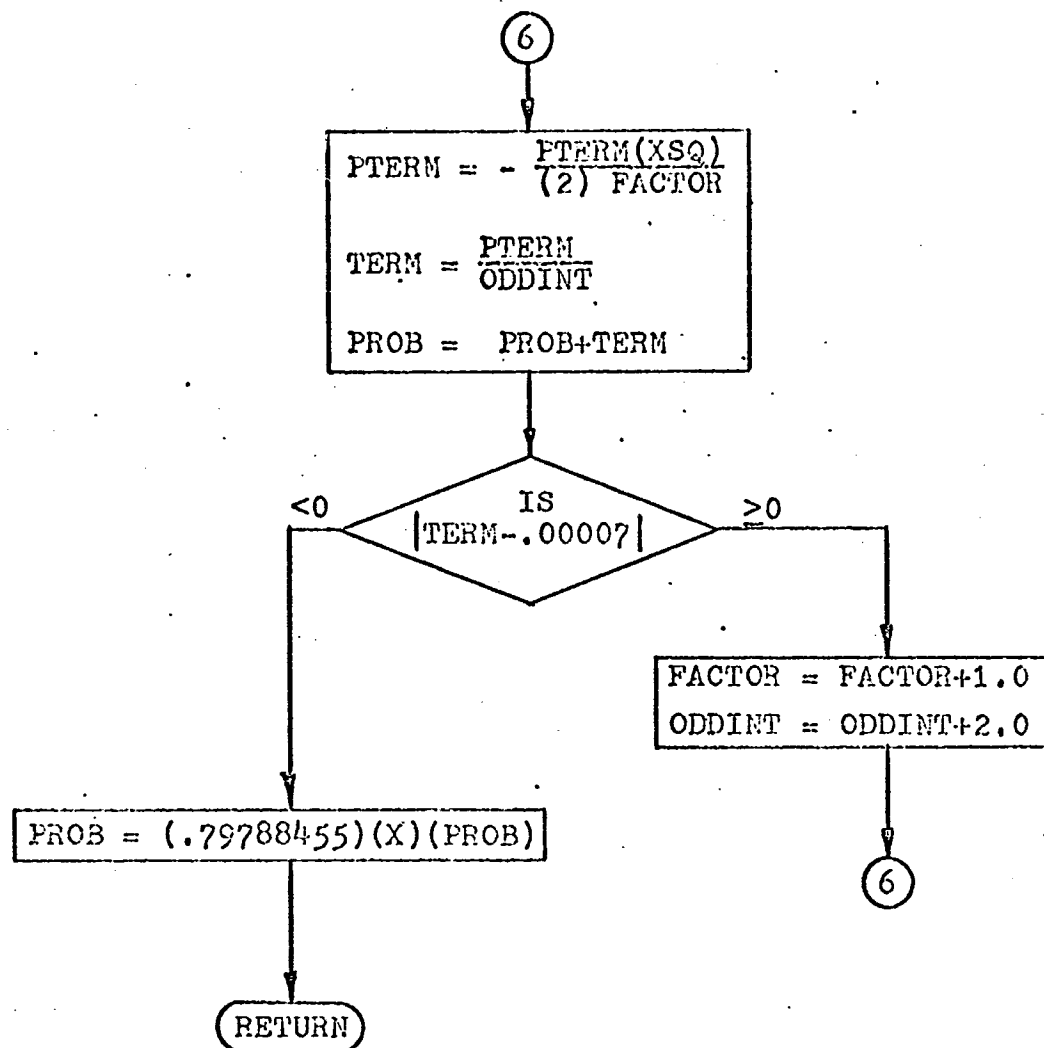 6
PTERM = - PTERM(XSQ)
(2) FACTOR
TERM = PTERM
ODDINT
PROB = PROB+TERM
<0
IS
|TERM-.00007|
≥0
FACTOR = FACTOR+1.0
ODDINT = ODDINT+2.0
PROB = (.79788455)(X)(PROB)
6
RETURN